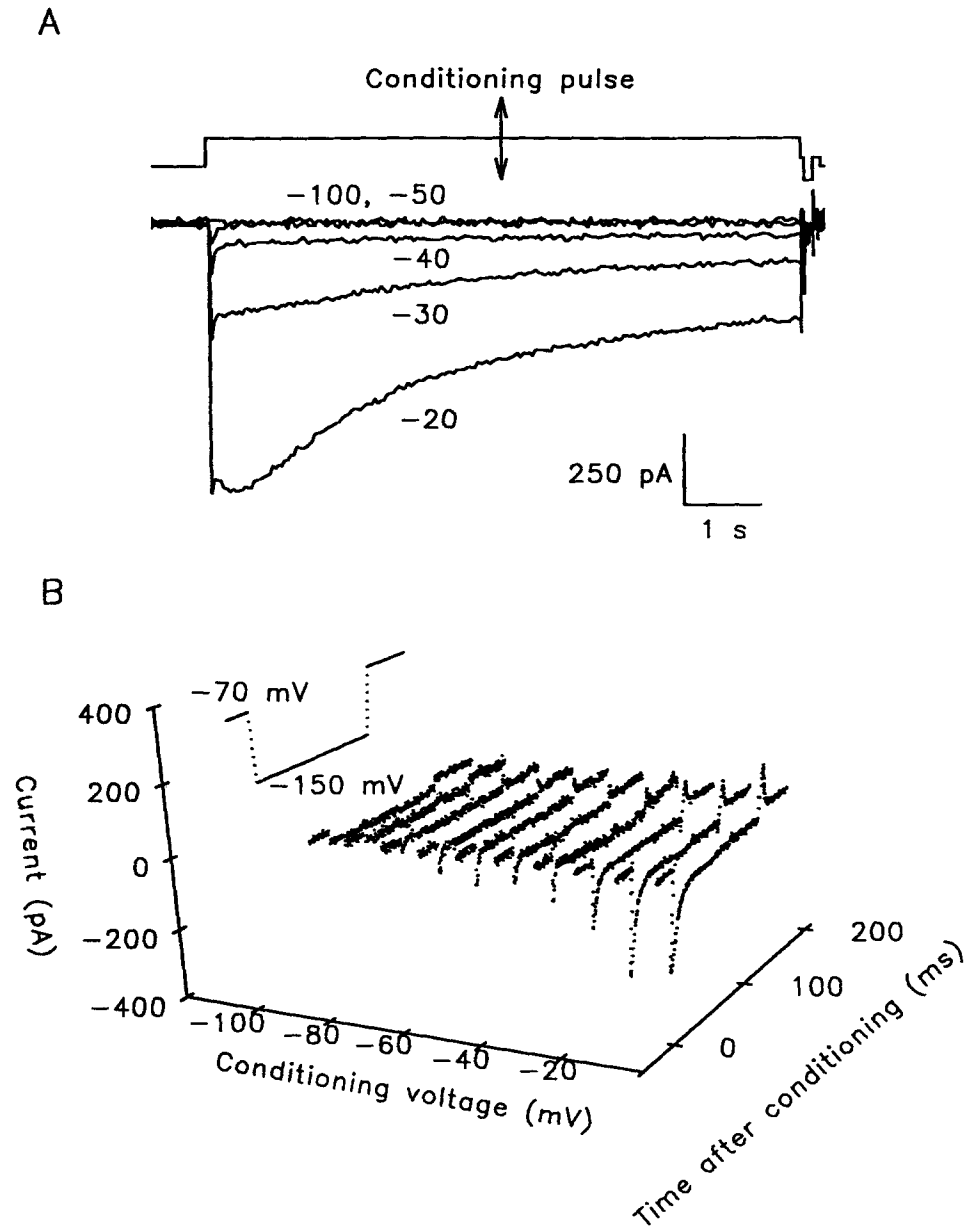 A
Conditioning pulse
−100, −50
−40
−30
−20
250 pA
1 s
B
−70 mV
−150 mV
400
200
0
−200
−400
Current (pA)
−100
−80
−60
−40
−20
Conditioning voltage (mV)
0
100
200
Time after conditioning (ms)